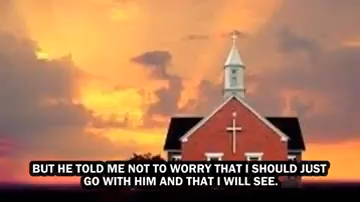 BUT HE TOLD ME NOT TO WORRY THAT I SHOULD JUST
GO WITH HIM AND THAT I WILL SEE.